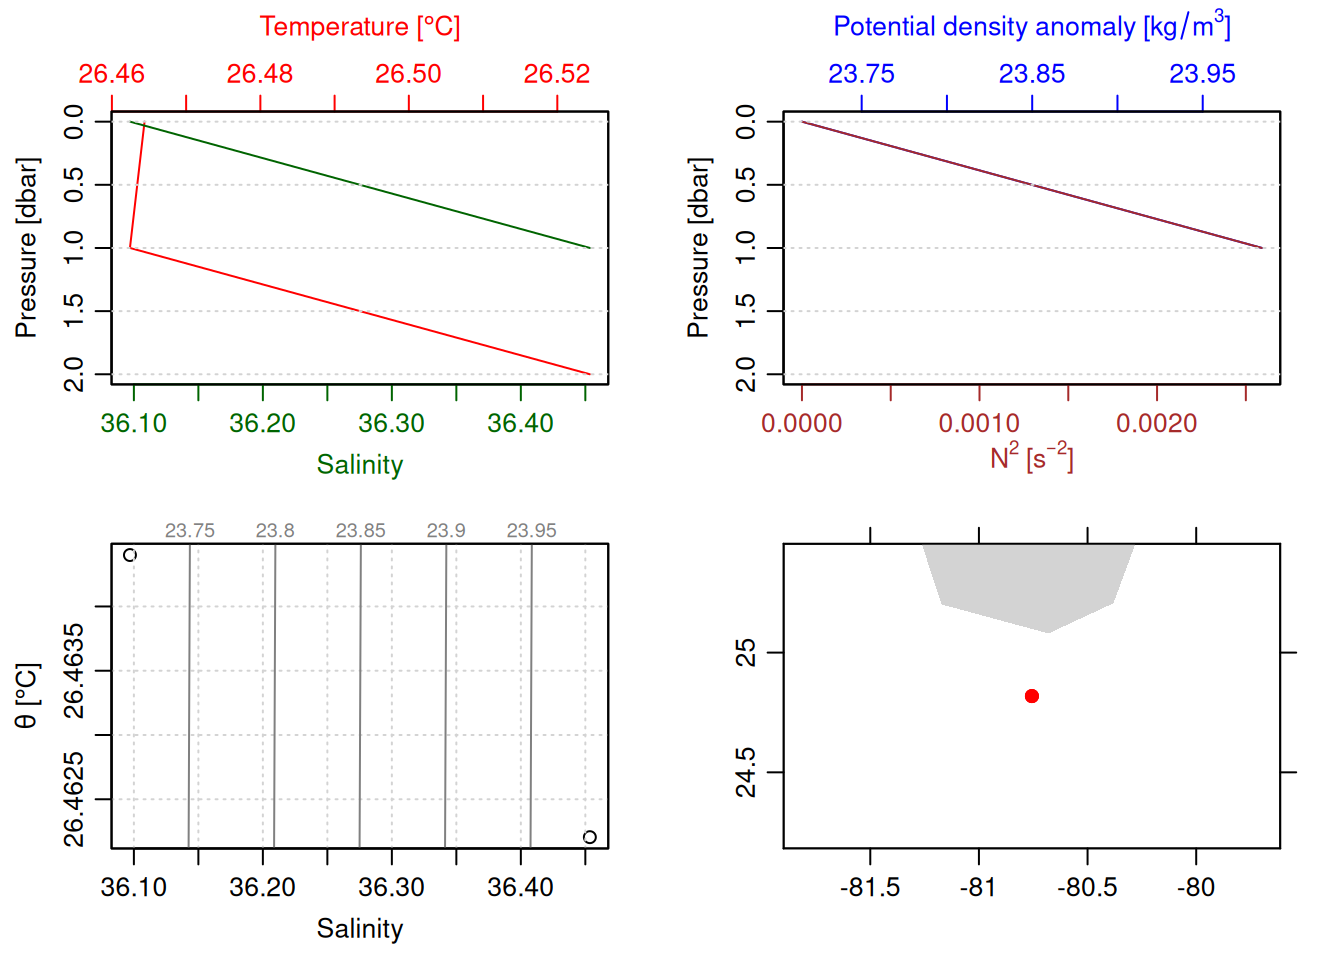 Temperature [°C]
26.46 26.48 26.50 26.52
Pressure [dbar]
0.0 0.5 1.0 1.5 2.0
36.10 36.20 36.30 36.40
Salinity
Potential density anomaly [kg/m³]
23.75 23.85 23.95
Pressure [dbar]
0.0 0.5 1.0 1.5 2.0
0.0000 0.0010 0.0020
N² [s⁻²]
23.75 23.8 23.85 23.9 23.95
θ [°C]
26.4625 26.4635
36.10 36.20 36.30 36.40
Salinity
25
24.5
-81.5 -81 -80.5 -80